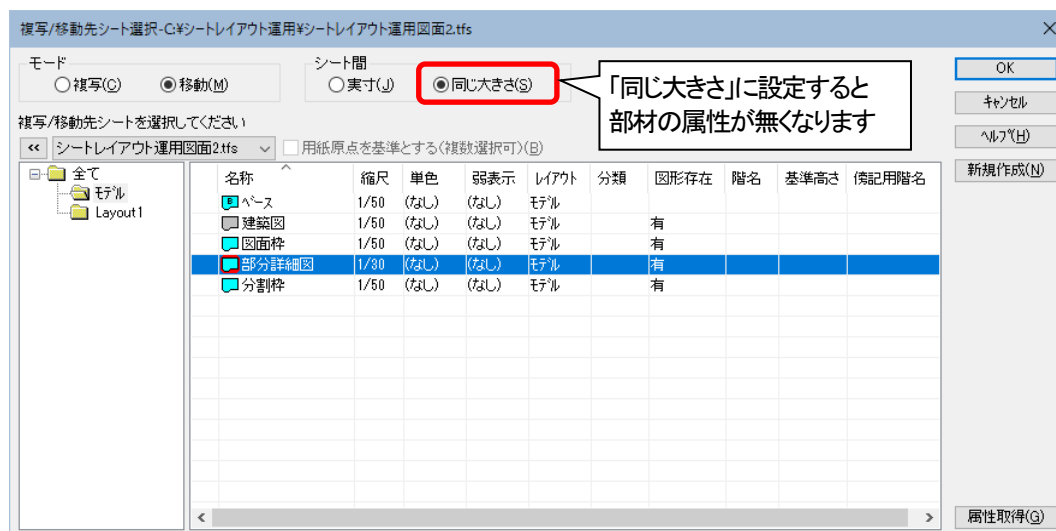 複写/移動先シート選択-C:¥シートレイアウト運用¥シートレイアウト運用図面2.tfs
モード
複写(C)
移動(M)
シート間
実寸(J)
同じ大きさ(S)
「同じ大きさ」に設定すると
部材の属性が無くなります
OK
ｷｬﾝｾﾙ
ﾍﾙﾌﾟ(H)
新規作成(N)
複写/移動先シートを選択してください
<<
シートレイアウト運用図面2.tfs
用紙原点を基準とする(複数選択可)(B)
全て
ﾓﾃﾞﾙ
Layout1
名称 縮尺 単色 弱表示 ﾚｲｱｳﾄ 分類 図形存在 階名 基準高さ 傍記用階名
ﾍﾞｰｽ 1/50 (なし) (なし) ﾓﾃﾞﾙ
建築図 1/50 (なし) (なし) ﾓﾃﾞﾙ 有
図面枠 1/50 (なし) (なし) ﾓﾃﾞﾙ 有
部分詳細図 1/30 (なし) (なし) ﾓﾃﾞﾙ 有
分割枠 1/50 (なし) (なし) ﾓﾃﾞﾙ 有
属性取得(G)